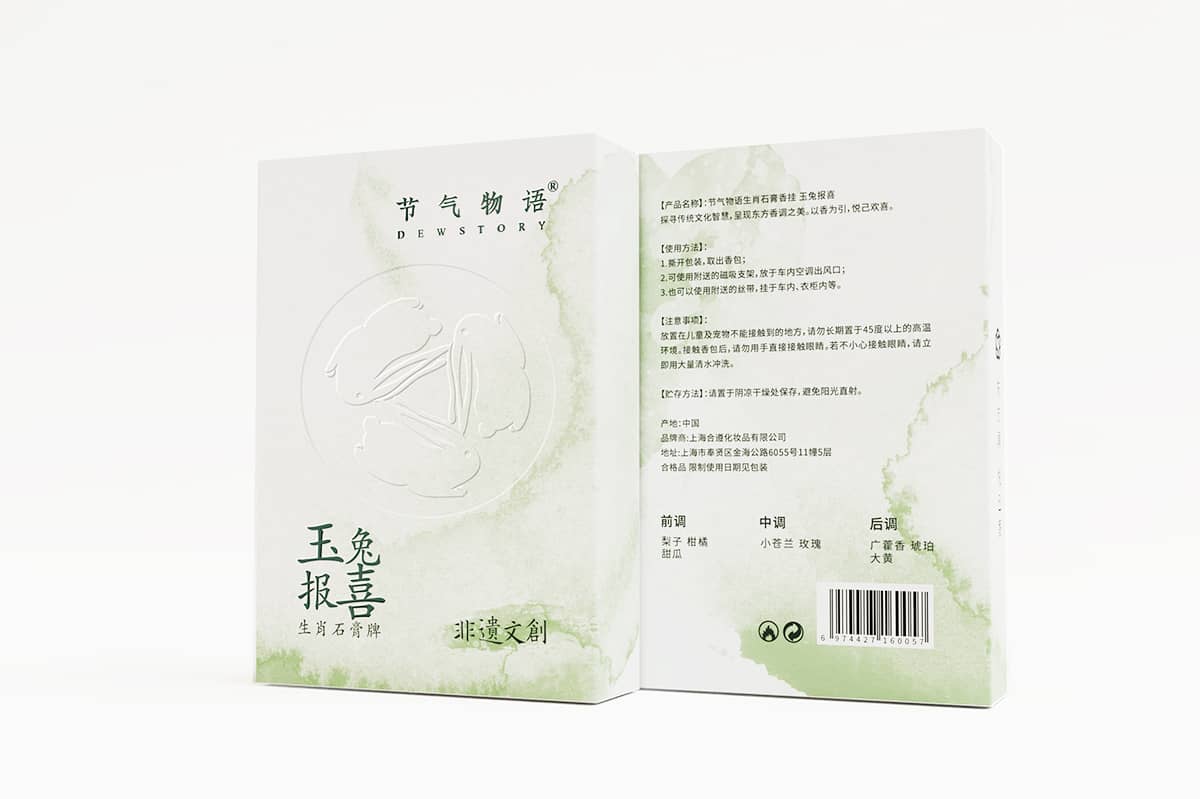 节气物语®
DEWSTORY
玉兔
报喜
生肖石膏牌
非遗文創
【产品名称】:节气物语生肖石膏香挂 玉兔报喜
探寻传统文化智慧,呈现东方香调之美。以香为引,悦己欢喜。
【使用方法】:
1.撕开包装,取出香包;
2.可使用附送的磁吸支架,放于车内空调出风口;
3.也可以使用附送的丝带,挂于车内、衣柜内等。
【注意事项】:
放置在儿童及宠物不能接触到的地方,请勿长期置于45度以上的高温
环境。接触香包后,请勿用手直接接触眼睛。若不小心接触眼睛,请立
即用大量清水冲洗。
【贮存方法】:请置于阴凉干燥处保存,避免阳光直射。
产地:中国
品牌商:上海合遵化妆品有限公司
地址:上海市奉贤区金海公路6055号11幢5层
合格品 限制使用日期见包装
前调 中调 后调
梨子 柑橘 小苍兰 玫瑰 广藿香 琥珀
甜瓜 大黄
6 974427 160057